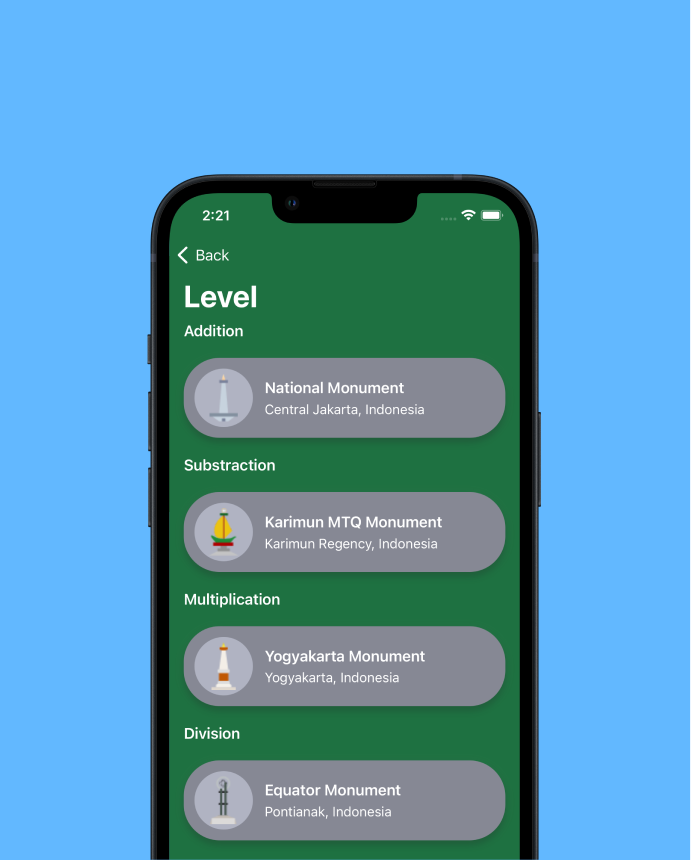 2:21
Back
Level
Addition
National Monument
Central Jakarta, Indonesia
Substraction
Karimun MTQ Monument
Karimun Regency, Indonesia
Multiplication
Yogyakarta Monument
Yogyakarta, Indonesia
Division
Equator Monument
Pontianak, Indonesia